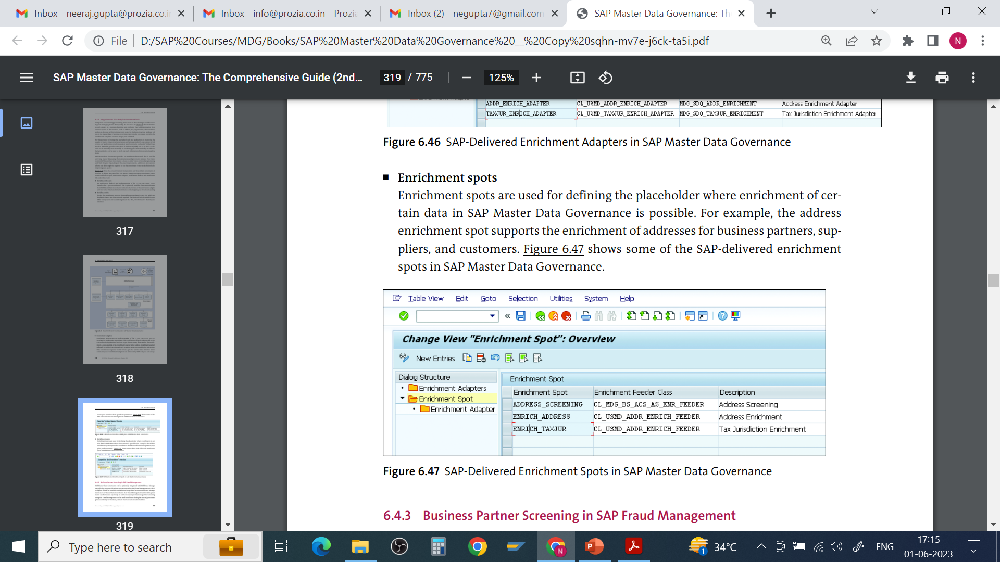 Inbox - neeraj.gupta@prozia.co.i
Inbox - info@prozia.co.in - Prozia
Inbox (2) - negupta7@gmail.com
SAP Master Data Governance: Th
File
D:/SAP%20Courses/MDG/Books/SAP%20Master%20Data%20Governance%20__%20Copy%20sqhn-mv7e-j6ck-ta5i.pdf
N
SAP Master Data Governance: The Comprehensive Guide (2nd...
319 / 775
125%
317
318
319
ADDR_ENRICH_ADAPTER CL_USMD_ADDR_ENRICH_ADAPTER MDG_SDQ_ADDR_ENRICHMENT Address Enrichment Adapter
TAXJUR_ENRICH_ADAPTER CL_USMD_TAXJUR_ENRICH_ADAPTER MDG_SDQ_TAXJUR_ENRICHMENT Tax Jurisdiction Enrichment Adapter
Figure 6.46 SAP-Delivered Enrichment Adapters in SAP Master Data Governance
■ Enrichment spots
Enrichment spots are used for defining the placeholder where enrichment of cer-
tain data in SAP Master Data Governance is possible. For example, the address
enrichment spot supports the enrichment of addresses for business partners, sup-
pliers, and customers. Figure 6.47 shows some of the SAP-delivered enrichment
spots in SAP Master Data Governance.
Table View Edit Goto Selection Utilities System Help
Change View "Enrichment Spot": Overview
New Entries
Dialog Structure
Enrichment Adapters
Enrichment Spot
Enrichment Adapter
Enrichment Spot
Enrichment Spot Enrichment Feeder Class Description
ADDRESS_SCREENING CL_MDG_BS_ACS_AS_ENR_FEEDER Address Screening
ENRICH_ADDRESS CL_USMD_ADDR_ENRICH_FEEDER Address Enrichment
ENRICH_TAXJUR CL_USMD_ADDR_ENRICH_FEEDER Tax Jurisdiction Enrichment
Figure 6.47 SAP-Delivered Enrichment Spots in SAP Master Data Governance
6.4.3 Business Partner Screening in SAP Fraud Management
Type here to search
N
P
1
34°C
ENG
17:15
01-06-2023